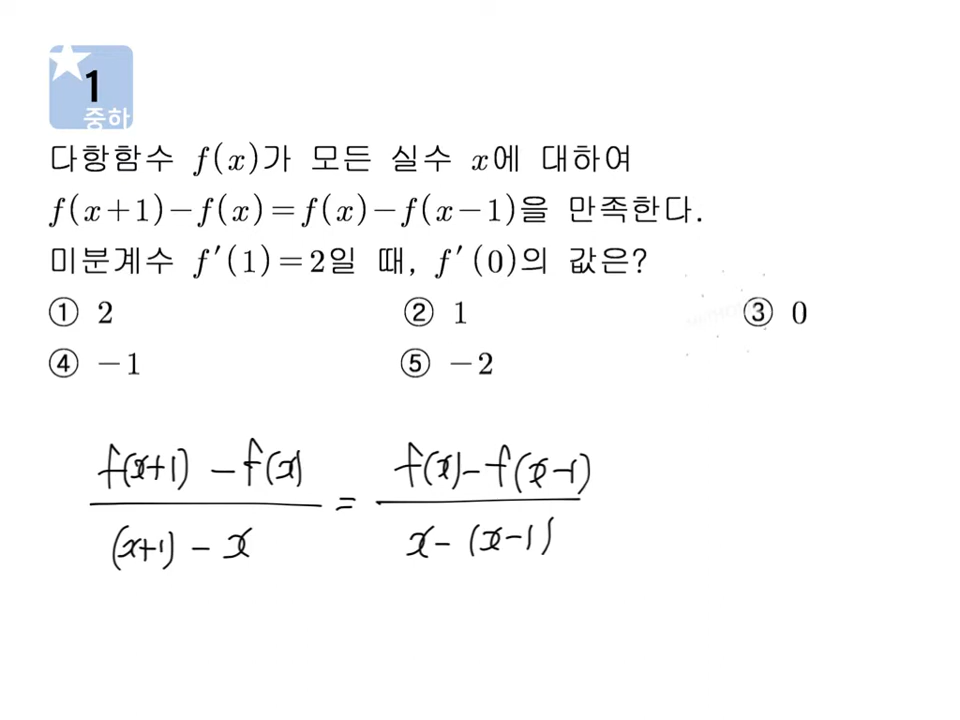 1
중하
다항함수 f(x)가 모든 실수 x에 대하여
f(x+1)−f(x)=f(x)−f(x−1)을 만족한다.
미분계수 f′(1)=2일 때, f′(0)의 값은?
① 2 ② 1 ③ 0
④ −1 ⑤ −2
f(x+1) − f(x) f(x) − f(x−1)
=
(x+1) − x x − (x−1)